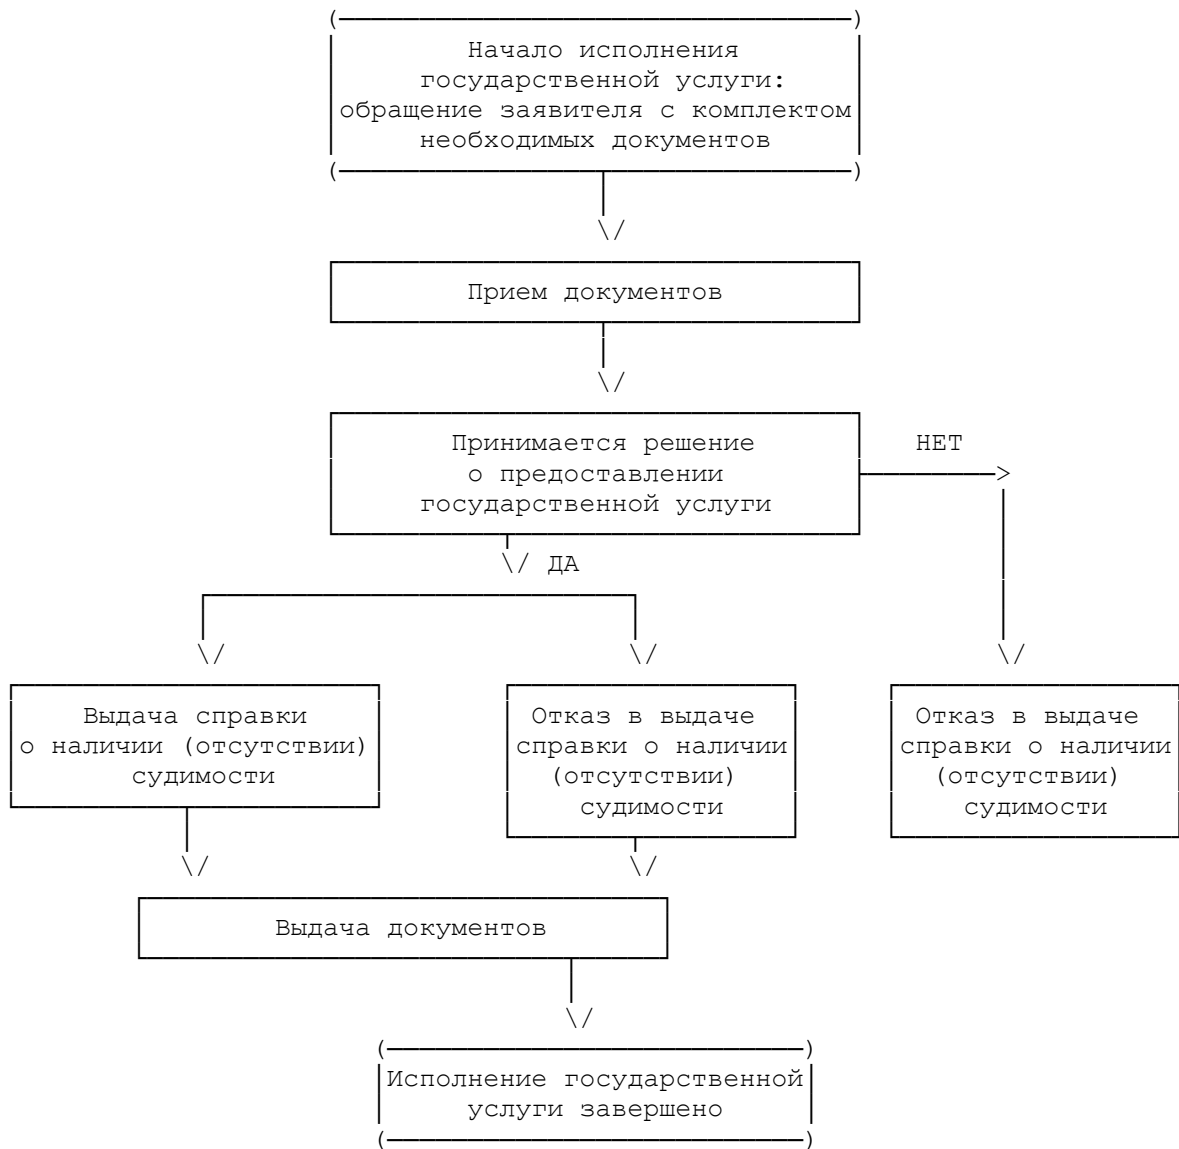 Начало исполнения
государственной услуги:
обращение заявителя с комплектом
необходимых документов
Прием документов
Принимается решение
о предоставлении
государственной услуги
НЕТ
ДА
Выдача справки
о наличии (отсутствии)
судимости
Отказ в выдаче
справки о наличии
(отсутствии)
судимости
Отказ в выдаче
справки о наличии
(отсутствии)
судимости
Выдача документов
Исполнение государственной
услуги завершено